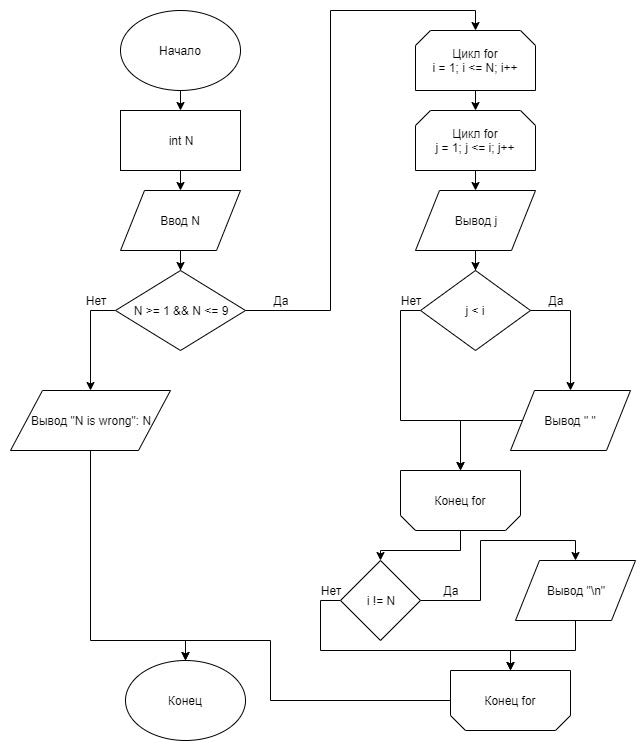 Начало
int N
Ввод N
N >= 1 && N <= 9
Нет
Да
Вывод "N is wrong": N
Цикл for
i = 1; i <= N; i++
Цикл for
j = 1; j <= i; j++
Вывод j
j < i
Нет
Да
Вывод " "
Конец for
i != N
Нет
Да
Вывод "\n"
Конец for
Конец